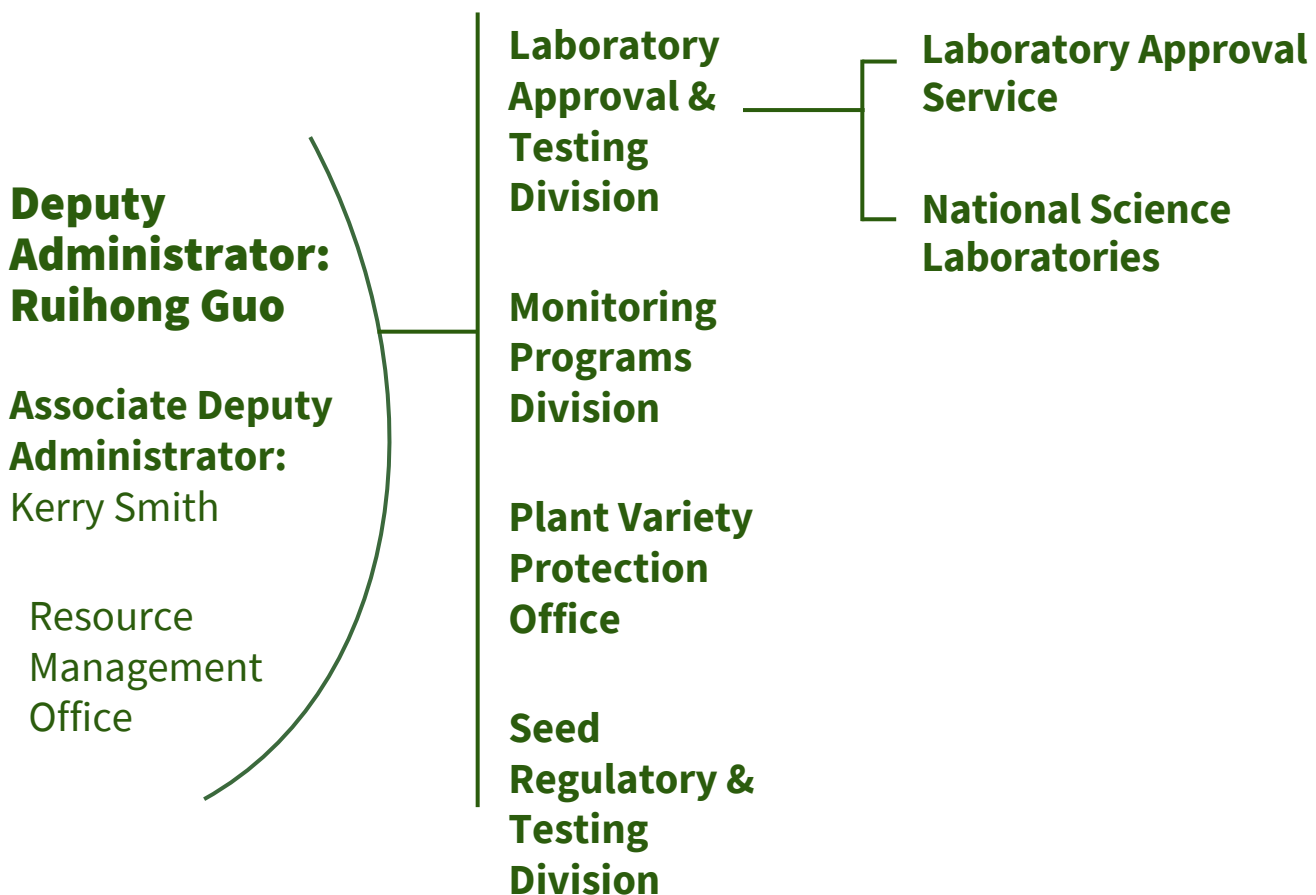 Deputy
Administrator:
Ruihong Guo
Associate Deputy
Administrator:
Kerry Smith
Resource
Management
Office
Laboratory
Approval &
Testing
Division
Monitoring
Programs
Division
Plant Variety
Protection
Office
Seed
Regulatory &
Testing
Division
Laboratory Approval
Service
National Science
Laboratories